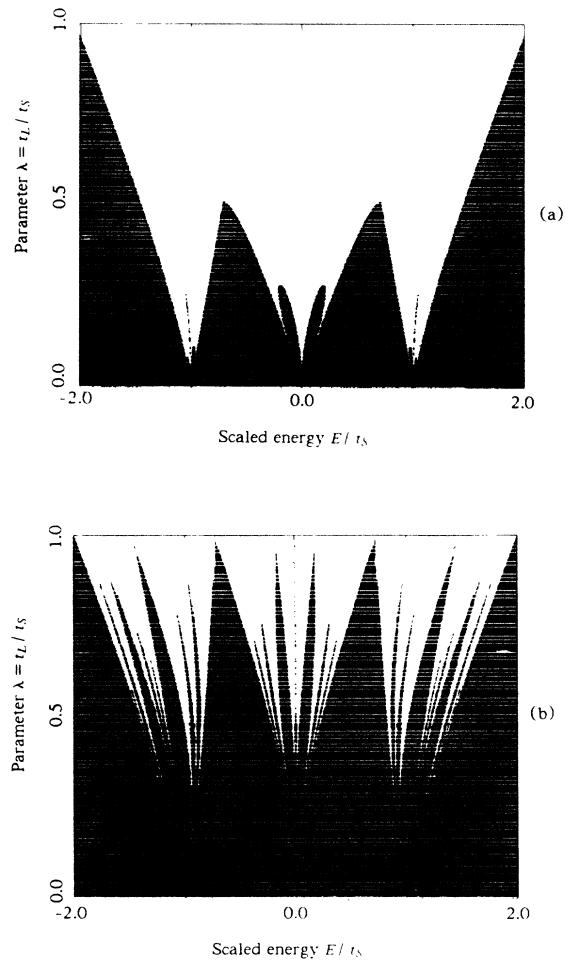 1.0
0.5
0.0
Parameter λ = t_L / t_S
-2.0 0.0 2.0
Scaled energy E / t_S
(a)
1.0
0.5
0.0
Parameter λ = t_L / t_S
-2.0 0.0 2.0
Scaled energy E / t_S
(b)